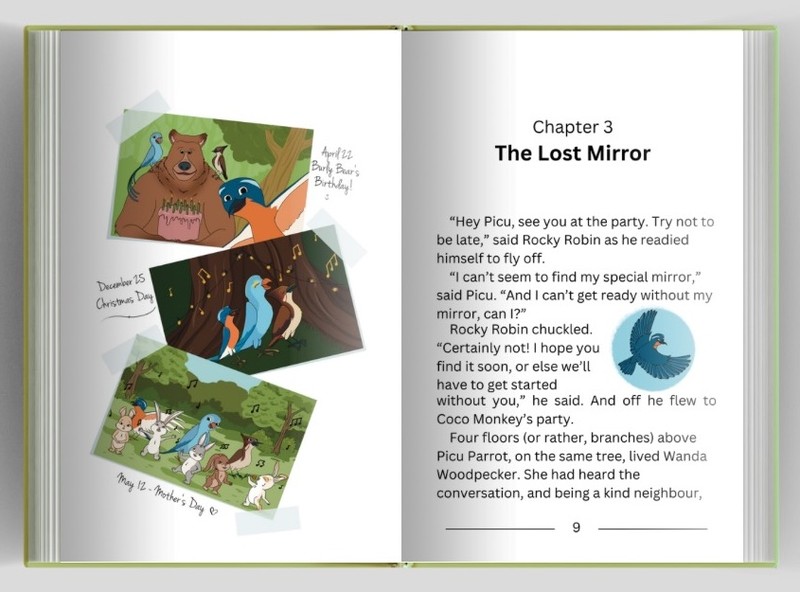 April 22
Burly Bear's
Birthday!
:
December 25
Christmas Day
May 12 - Mother's Day ♡
Chapter 3
The Lost Mirror
“Hey Picu, see you at the party. Try not to
be late,” said Rocky Robin as he readied
himself to fly off.
“I can’t seem to find my special mirror,”
said Picu. “And I can’t get ready without my
mirror, can I?”
Rocky Robin chuckled.
“Certainly not! I hope you
find it soon, or else we’ll
have to get started
without you,” he said. And off he flew to
Coco Monkey’s party.
Four floors (or rather, branches) above
Picu Parrot, on the same tree, lived Wanda
Woodpecker. She had heard the
conversation, and being a kind neighbour,
9